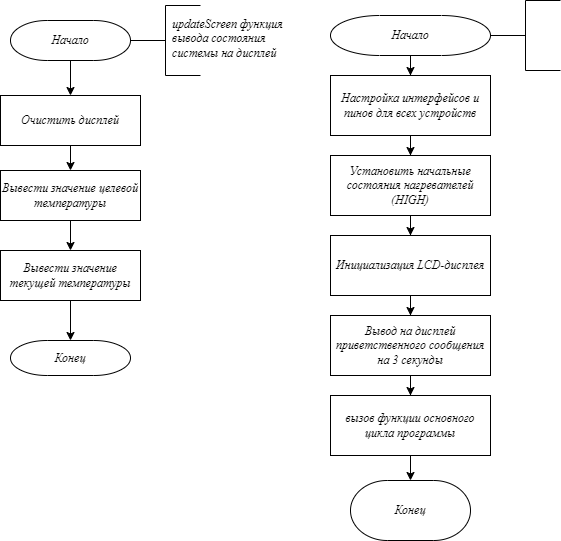 Начало
updateScreen функция
вывода состояния
системы на дисплей
Очистить дисплей
Вывести значение целевой
температуры
Вывести значение
текущей температуры
Конец
Начало
Настройка интерфейсов и
пинов для всех устройств
Установить начальные
состояния нагревателей
(HIGH)
Инициализация LCD-дисплея
Вывод на дисплей
приветственного сообщения
на 3 секунды
вызов функции основного
цикла программы
Конец